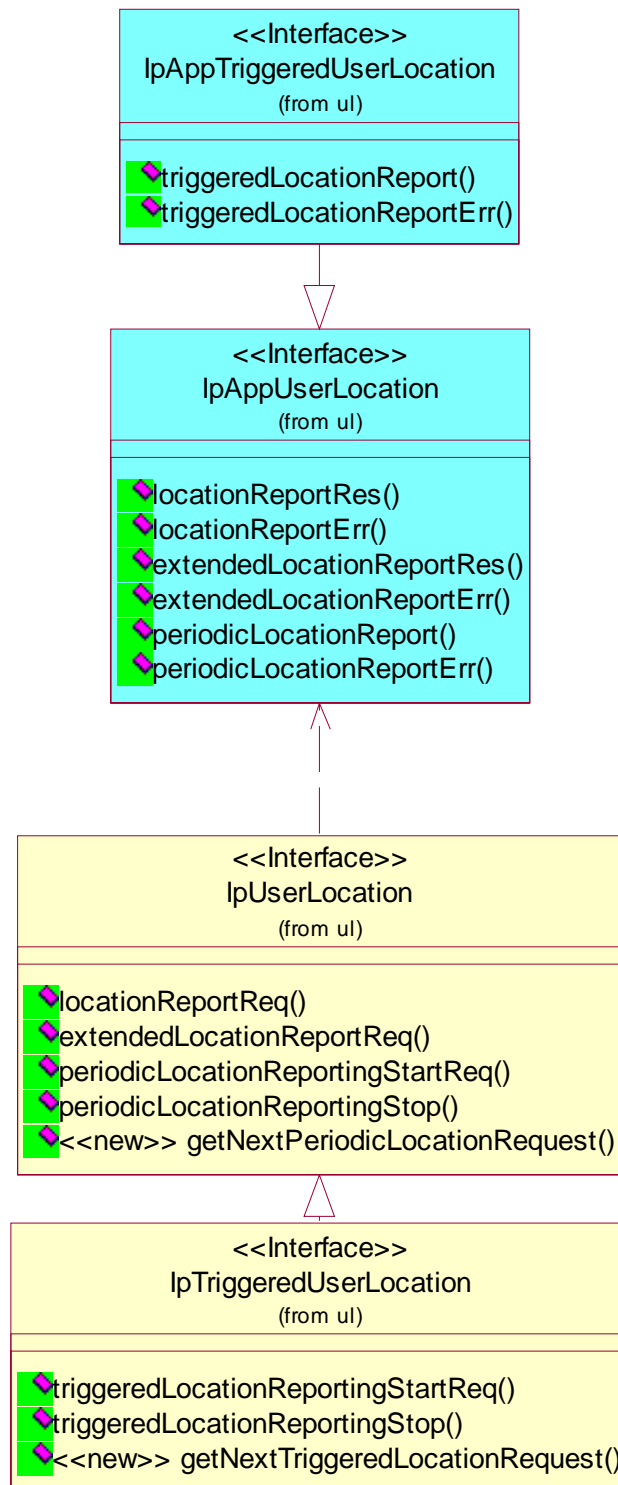 <<Interface>>
IpAppTriggeredUserLocation
(from ul)
triggeredLocationReport()
triggeredLocationReportErr()
<<Interface>>
IpAppUserLocation
(from ul)
locationReportRes()
locationReportErr()
extendedLocationReportRes()
extendedLocationReportErr()
periodicLocationReport()
periodicLocationReportErr()
<<Interface>>
IpUserLocation
(from ul)
locationReportReq()
extendedLocationReportReq()
periodicLocationReportingStartReq()
periodicLocationReportingStop()
<<new>> getNextPeriodicLocationRequest()
<<Interface>>
IpTriggeredUserLocation
(from ul)
triggeredLocationReportingStartReq()
triggeredLocationReportingStop()
<<new>> getNextTriggeredLocationRequest()